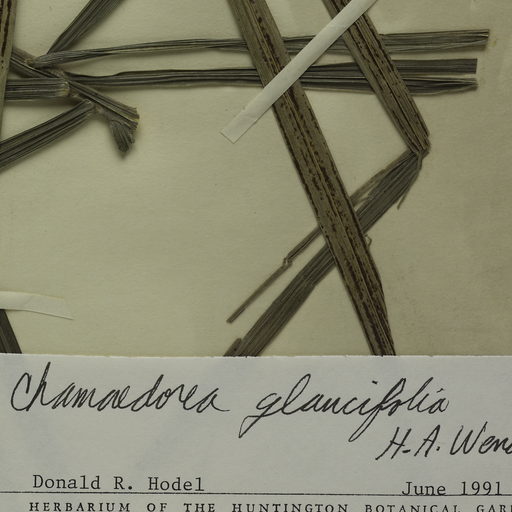 Chamaedorea glaucifolia
H.A. Wend
Donald R. Hodel June 1991
HERBARIUM OF THE HUNTINGTON BOTANICAL GAR